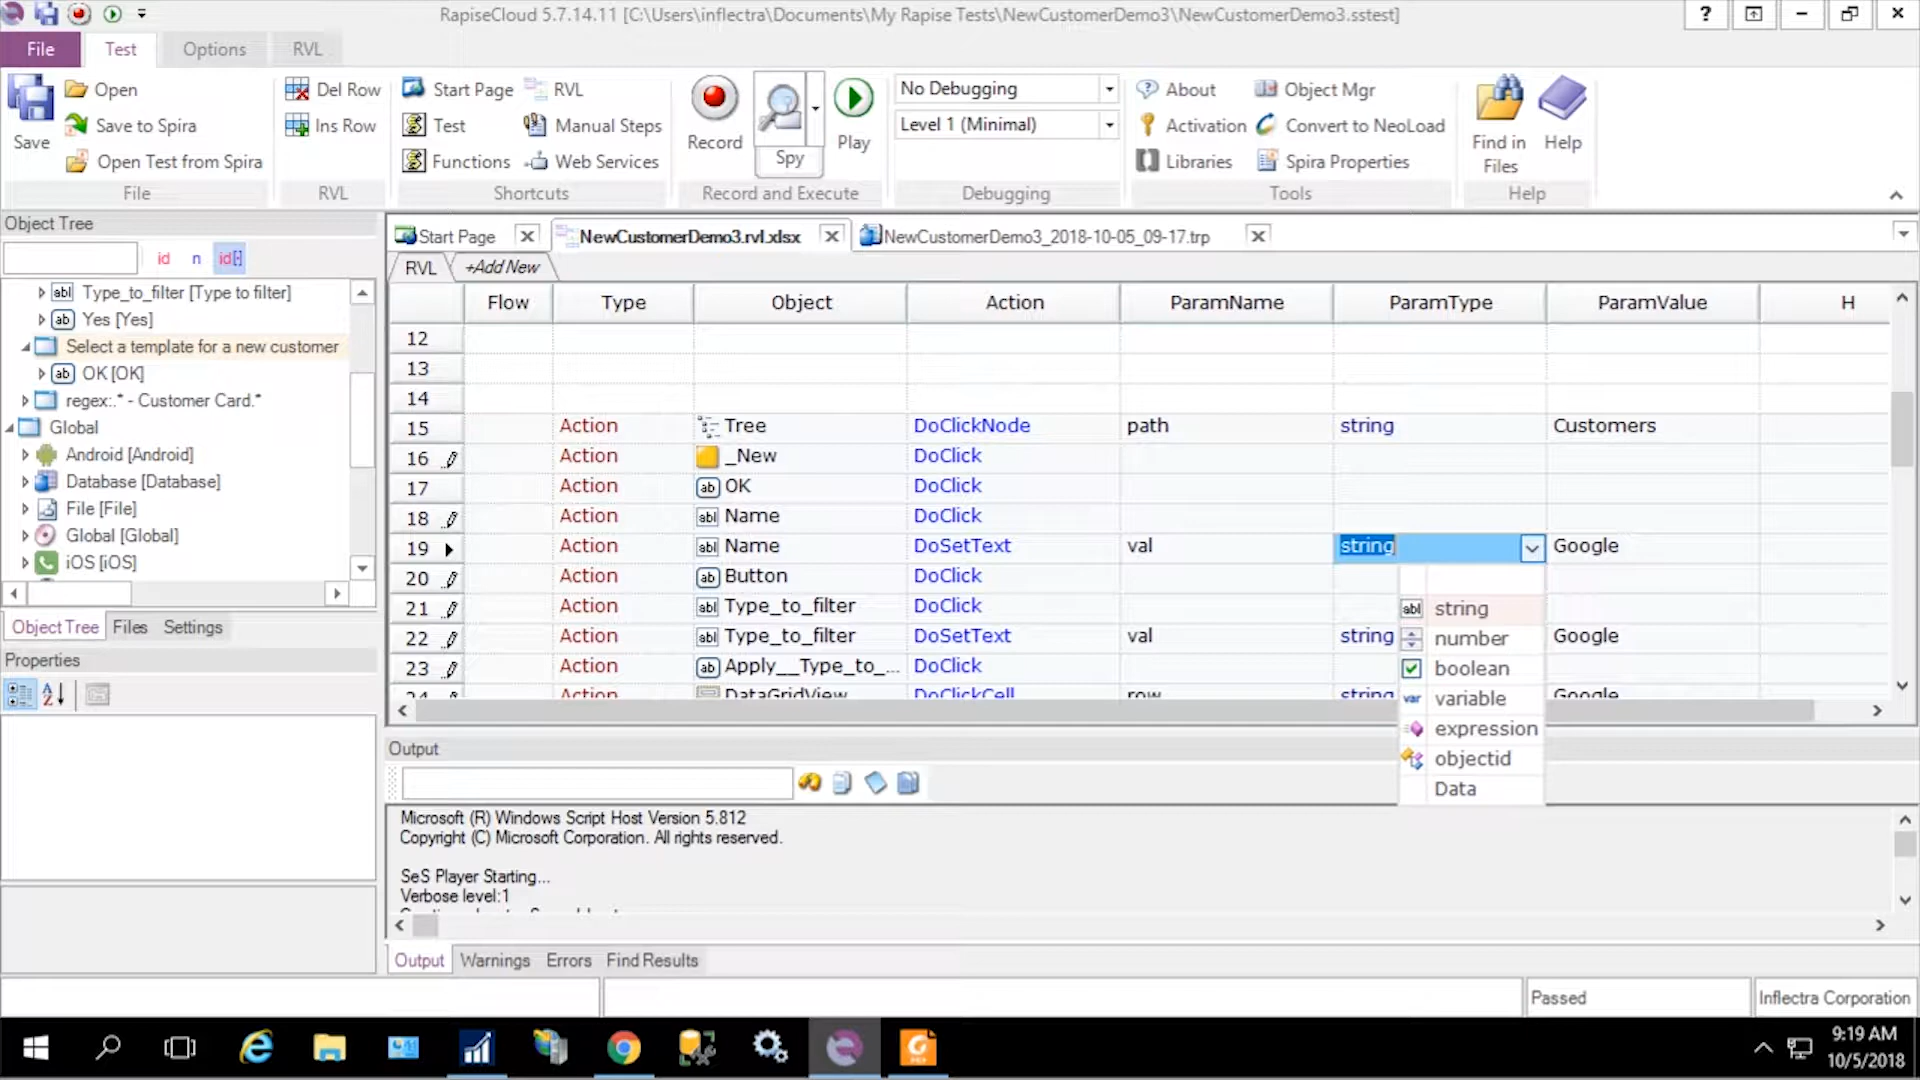 RapiseCloud 5.7.14.11 [C:\Users\inflectra\Documents\My Rapise Tests\NewCustomerDemo3\NewCustomerDemo3.sstest]
File Test Options RVL
Save
Open
Save to Spira
Open Test from Spira
File
Del Row
Ins Row
RVL
Start Page RVL
Test Manual Steps
Functions Web Services
Shortcuts
Record Spy Play
Record and Execute
No Debugging
Level 1 (Minimal)
Debugging
About Object Mgr
Activation Convert to NeoLoad
Libraries Spira Properties
Tools
Find in Files Help
Help
Object Tree
id n id[·]
Type_to_filter [Type to filter]
Yes [Yes]
Select a template for a new customer
OK [OK]
regex:.* - Customer Card.*
Global
Android [Android]
Database [Database]
File [File]
Global [Global]
iOS [iOS]
Object Tree Files Settings
Properties
Start Page NewCustomerDemo3.rvl.xlsx NewCustomerDemo3_2018-10-05_09-17.trp
RVL +Add New
Flow Type Object Action ParamName ParamType ParamValue H
12
13
14
15 Action Tree DoClickNode path string Customers
16 Action _New DoClick
17 Action OK DoClick
18 Action Name DoClick
19 Action Name DoSetText val string Google
20 Action Button DoClick
21 Action Type_to_filter DoClick
22 Action Type_to_filter DoSetText val string Google
23 Action Apply__Type_to_... DoClick
24 Action DataGridView DoClickCell row string Google
string
number
boolean
variable
expression
objectid
Data
Output
Microsoft (R) Windows Script Host Version 5.812
Copyright (C) Microsoft Corporation. All rights reserved.
SeS Player Starting...
Verbose level:1
Output Warnings Errors Find Results
Passed Inflectra Corporation
9:19 AM
10/5/2018